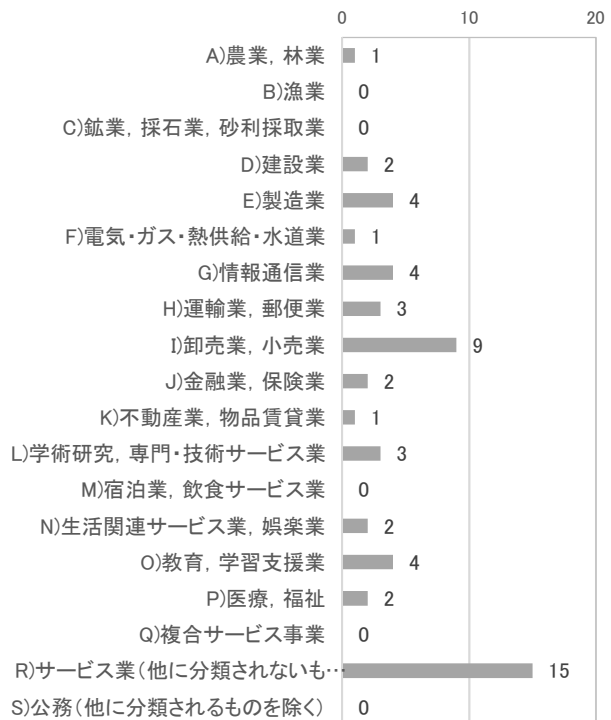 0 10 20
A)農業，林業 1
B)漁業 0
C)鉱業，採石業，砂利採取業 0
D)建設業 2
E)製造業 4
F)電気・ガス・熱供給・水道業 1
G)情報通信業 4
H)運輸業，郵便業 3
I)卸売業，小売業 9
J)金融業，保険業 2
K)不動産業，物品賃貸業 1
L)学術研究，専門・技術サービス業 3
M)宿泊業，飲食サービス業 0
N)生活関連サービス業，娯楽業 2
O)教育，学習支援業 4
P)医療，福祉 2
Q)複合サービス事業 0
R)サービス業（他に分類されないも… 15
S)公務（他に分類されるものを除く） 0